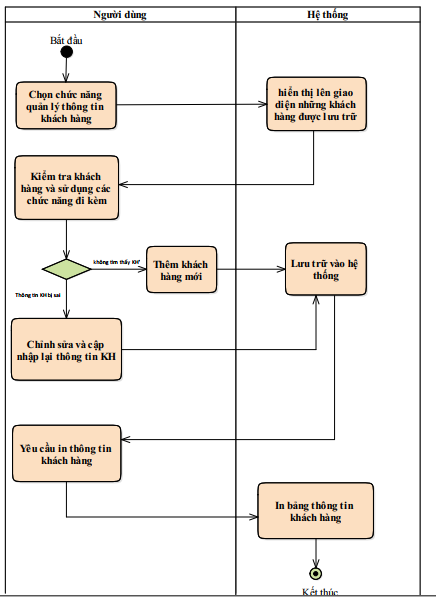 Người dùng
Hệ thống
Bắt đầu
Chọn chức năng
quản lý thông tin
khách hàng
hiển thị lên giao
diện những khách
hàng được lưu trữ
Kiểm tra khách
hàng và sử dụng các
chức năng đi kèm
không tìm thấy KH'
Thêm khách
hàng mới
Lưu trữ vào hệ
thống
Thông tin KH bị sai
Chỉnh sửa và cập
nhập lại thông tin KH
Yêu cầu in thông tin
khách hàng
In bảng thông tin
khách hàng
Kết thúc